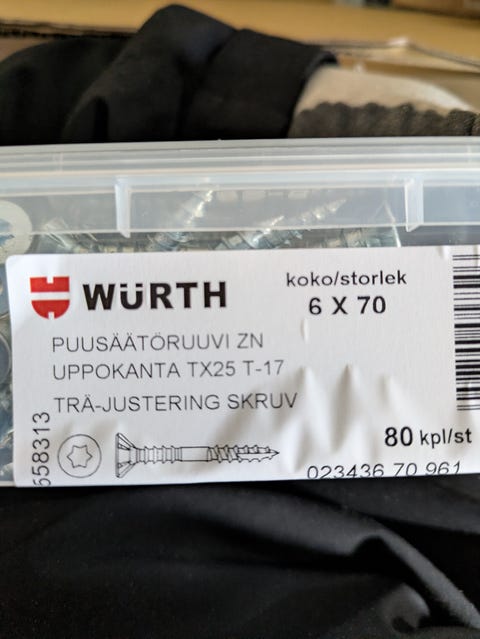 WÜRTH
koko/storlek
6 X 70
PUUSÄÄTÖRUUVI ZN
UPPOKANTA TX25 T-17
TRÄ-JUSTERING SKRUV
80 kpl/st
023436 70 961
558313